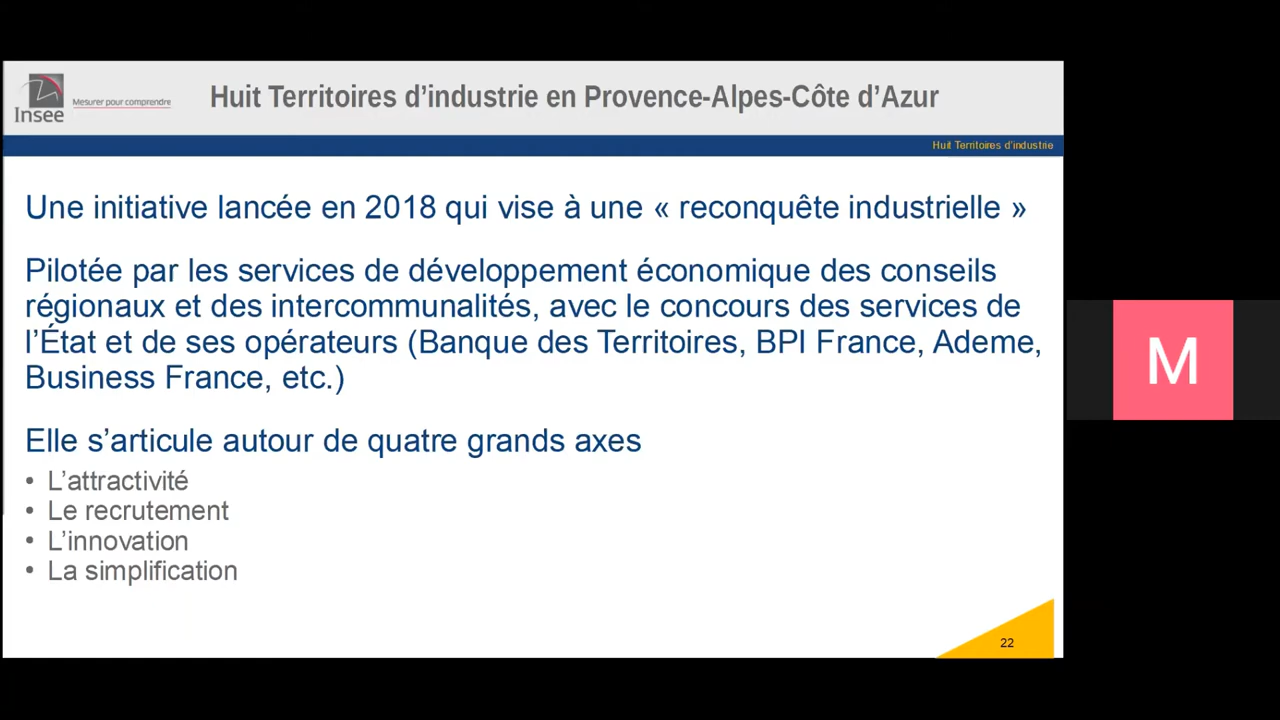 Insee
Mesurer pour comprendre
Huit Territoires d’industrie en Provence-Alpes-Côte d’Azur
Huit Territoires d’industrie
Une initiative lancée en 2018 qui vise à une « reconquête industrielle »
Pilotée par les services de développement économique des conseils
régionaux et des intercommunalités, avec le concours des services de
l’État et de ses opérateurs (Banque des Territoires, BPI France, Ademe,
Business France, etc.)
Elle s’articule autour de quatre grands axes
• L’attractivité
• Le recrutement
• L’innovation
• La simplification
M
22